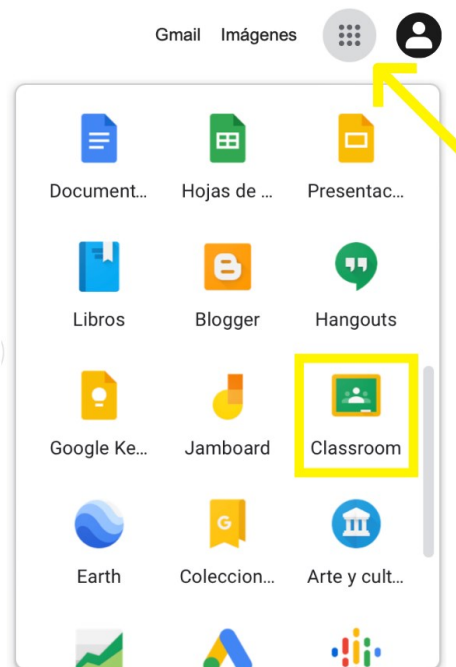 Gmail Imágenes
Document... Hojas de ... Presentac...
Libros Blogger Hangouts
Google Ke... Jamboard Classroom
Earth Coleccion... Arte y cult...